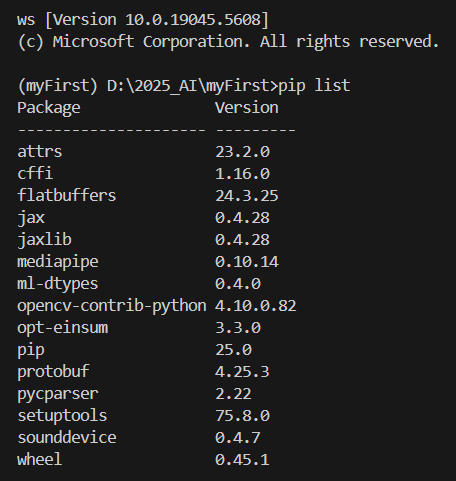 ws [Version 10.0.19045.5608]
(c) Microsoft Corporation. All rights reserved.
(myFirst) D:\2025_AI\myFirst>pip list
Package Version
--------------------- ---------
attrs 23.2.0
cffi 1.16.0
flatbuffers 24.3.25
jax 0.4.28
jaxlib 0.4.28
mediapipe 0.10.14
ml-dtypes 0.4.0
opencv-contrib-python 4.10.0.82
opt-einsum 3.3.0
pip 25.0
protobuf 4.25.3
pycparser 2.22
setuptools 75.8.0
sounddevice 0.4.7
wheel 0.45.1